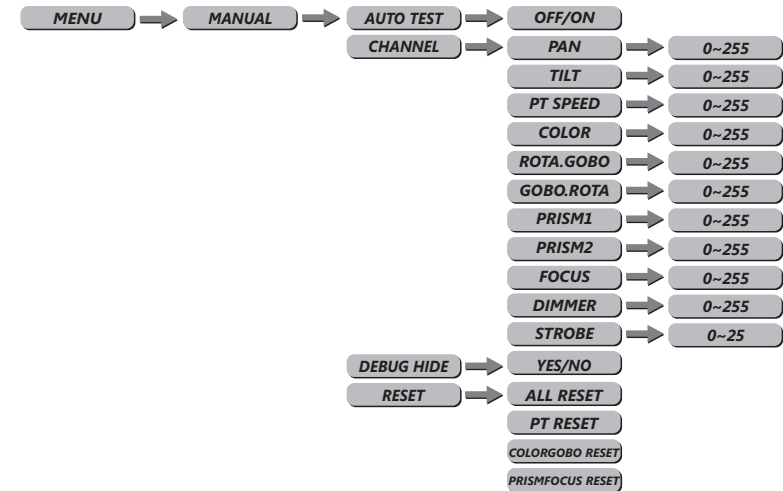 MENU MANUAL AUTO TEST OFF/ON
CHANNEL PAN 0~255
TILT 0~255
PT SPEED 0~255
COLOR 0~255
ROTA.GOBO 0~255
GOBO.ROTA 0~255
PRISM1 0~255
PRISM2 0~255
FOCUS 0~255
DIMMER 0~255
STROBE 0~25
DEBUG HIDE YES/NO
RESET ALL RESET
PT RESET
COLORGOBO RESET
PRISMFOCUS RESET